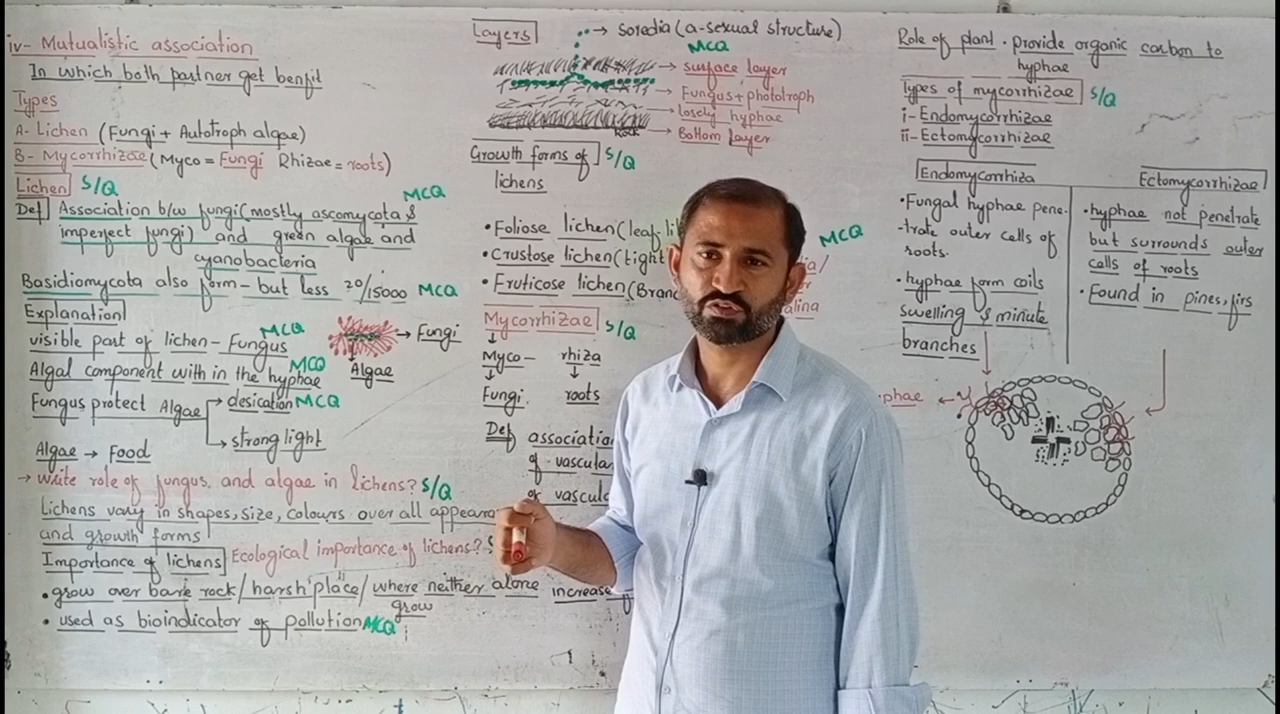 iv- Mutualistic association
In which both partner get benfit
Types
A- Lichen (Fungi + Autotroph algae)
B- Mycorrhizae (Myco = Fungi Rhizae = roots)
Lichen S/Q
MCQ
Def Association b/w fungi (mostly ascomycota &
imperfect fungi) and green algae and
cyanobacteria
Basidiomycota also form - but less 20/15000 MCQ
Explanation
visible part of lichen - Fungus MCQ
→ Fungi
Algae
Algal component with in the hyphae MCQ
Fungus protect Algae → desication MCQ
→ strong light
Algae → Food
→ write role of fungus and algae in lichens? S/Q
Lichens vary in shapes, size, colours over all
and growth forms
Importance of lichens Ecological importance of lichens?
• grow over bare rock / harsh place / where neither alone
grow
increase
• used as bioindicator of pollution MCQ
Layers
→ soredia (a-sexual structure)
MCQ
→ surface layer
Fungus + phototroph
losely hyphae
Rock
Bottom layer
Growth forms of S/Q
lichens
• Foliose lichen (leaf
• Crustose lichen (tight
• Fruticose lichen
MCQ
Mycorrhizae S/Q
Myco - rhiza
Fungi. roots
Def
of
or
Role of plant • provide organic carbon to
hyphae
Types of mycorrhizae S/Q
i- Endomycorrhizae
ii- Ectomycorrhizae
Endomycorrhiza
• Fungal hyphae pene-
-trate outer cells of
roots.
• hyphae form coils
swelling & minute
branches
Ectomycorrhizae
• hyphae not penetrate
but surrounds outer
cells of roots
• Found in pines, firs